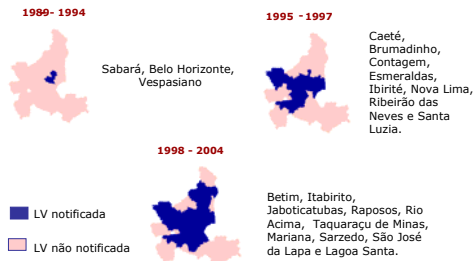 1989- 1994
Sabará, Belo Horizonte,
Vespasiano
1995 - 1997
Caeté,
Brumadinho,
Contagem,
Esmeraldas,
Ibirité, Nova Lima,
Ribeirão das
Neves e Santa
Luzia.
1998 - 2004
Betim, Itabirito,
Jaboticatubas, Raposos, Rio
Acima, Taquaraçu de Minas,
Mariana, Sarzedo, São José
da Lapa e Lagoa Santa.
LV notificada
LV não notificada